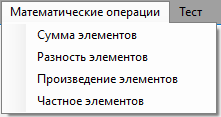 Математические операции Тест
Сумма элементов
Разность элементов
Произведение элементов
Частное элементов